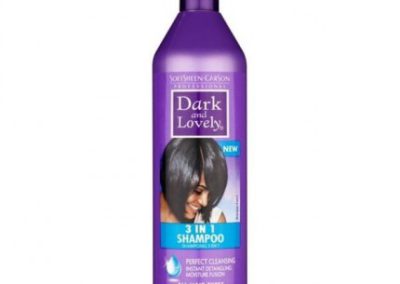 SOFTSHEEN·CARSON
PROFESSIONAL
Dark
and
Lovely®
NEW
3 IN 1
SHAMPOO
PERFECT CLEANSING
INSTANT DETANGLING
MOISTURE FUSION